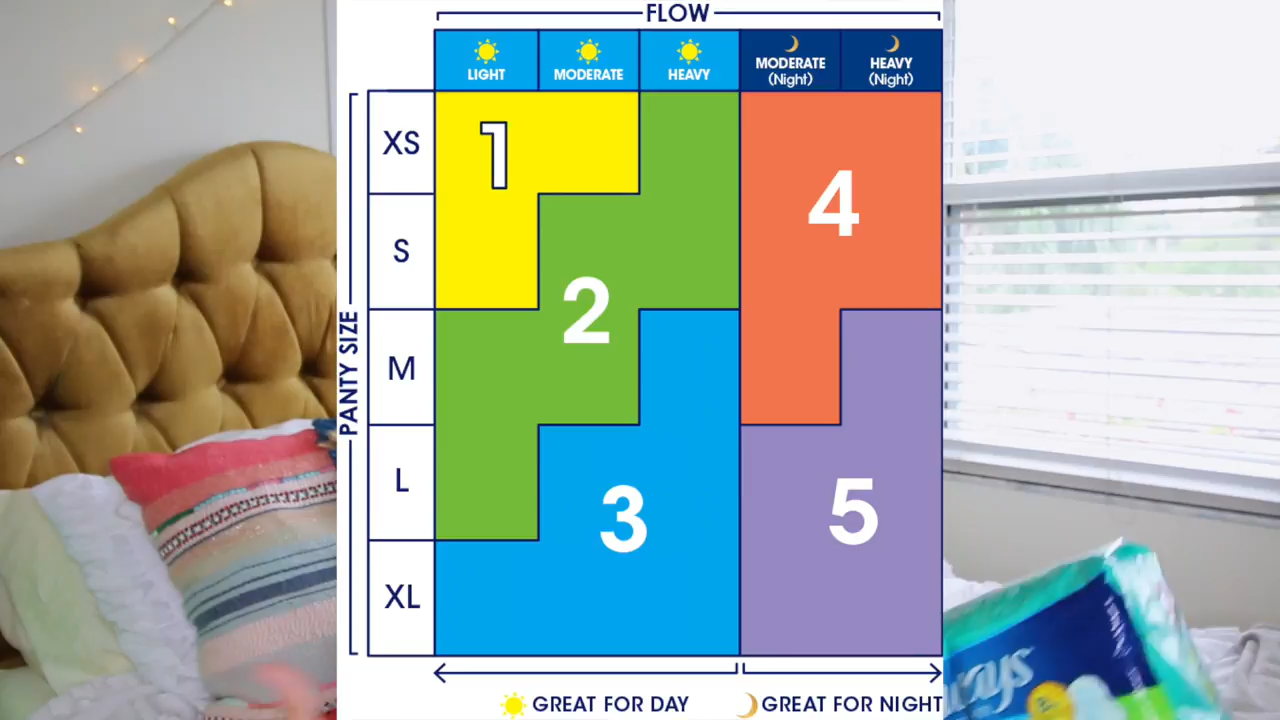 FLOW
LIGHT
MODERATE
HEAVY
MODERATE
(Night)
HEAVY
(Night)
PANTY SIZE
XS
S
M
L
XL
1
2
3
4
5
GREAT FOR DAY
GREAT FOR NIGHT